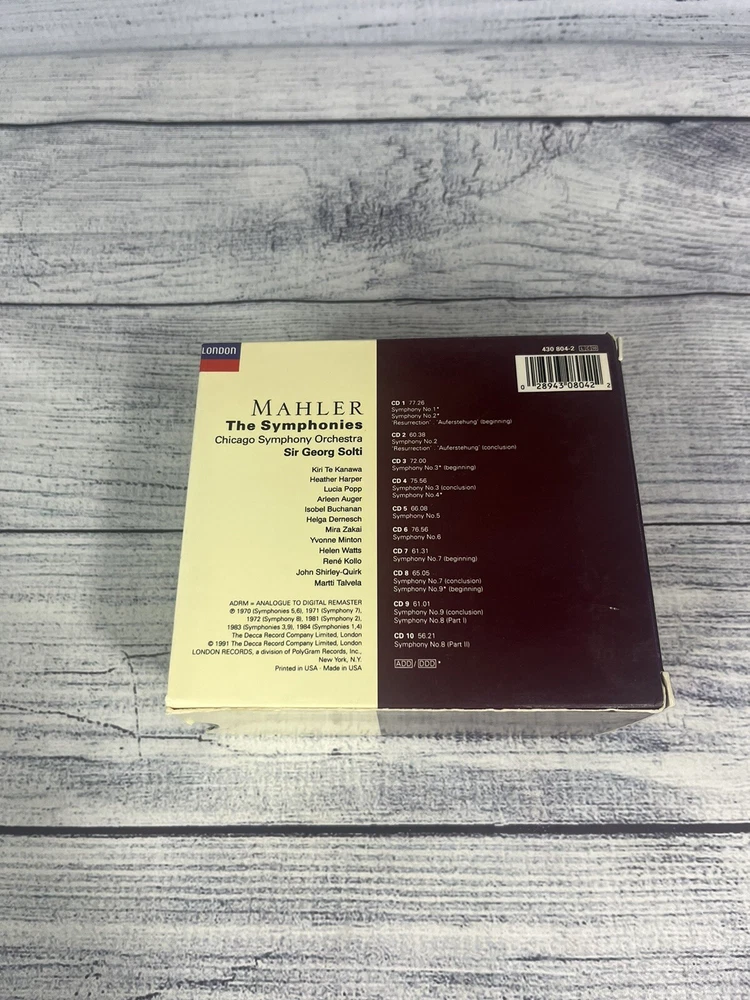 LONDON
MAHLER
The Symphonies
Chicago Symphony Orchestra
Sir Georg Solti
Kiri Te Kanawa
Heather Harper
Lucia Popp
Arleen Auger
Isobel Buchanan
Helga Dernesch
Mira Zakai
Yvonne Minton
Helen Watts
René Kollo
John Shirley-Quirk
Martti Talvela
ADRM = ANALOGUE TO DIGITAL REMASTER
℗ 1970 (Symphonies 5,6), 1971 (Symphony 7),
1972 (Symphony 8), 1981 (Symphony 2),
1983 (Symphonies 3,9), 1984 (Symphonies 1,4)
The Decca Record Company Limited, London
© 1991 The Decca Record Company Limited, London
LONDON RECORDS, a division of PolyGram Records, Inc.,
New York, N.Y.
Printed in USA · Made in USA
430 804-2
0 28943 08042 2
CD 1 77.26
Symphony No.1*
Symphony No.2*
'Resurrection' · 'Auferstehung' (beginning)
CD 2 60.38
Symphony No.2
'Resurrection' · 'Auferstehung' (conclusion)
CD 3 72.00
Symphony No.3* (beginning)
CD 4 75.56
Symphony No.3 (conclusion)
Symphony No.4*
CD 5 66.08
Symphony No.5
CD 6 76.56
Symphony No.6
CD 7 61.31
Symphony No.7 (beginning)
CD 8 65.05
Symphony No.7 (conclusion)
Symphony No.9* (beginning)
CD 9 61.01
Symphony No.9 (conclusion)
Symphony No.8 (Part I)
CD 10 56.21
Symphony No.8 (Part II)
ADD / DDD *